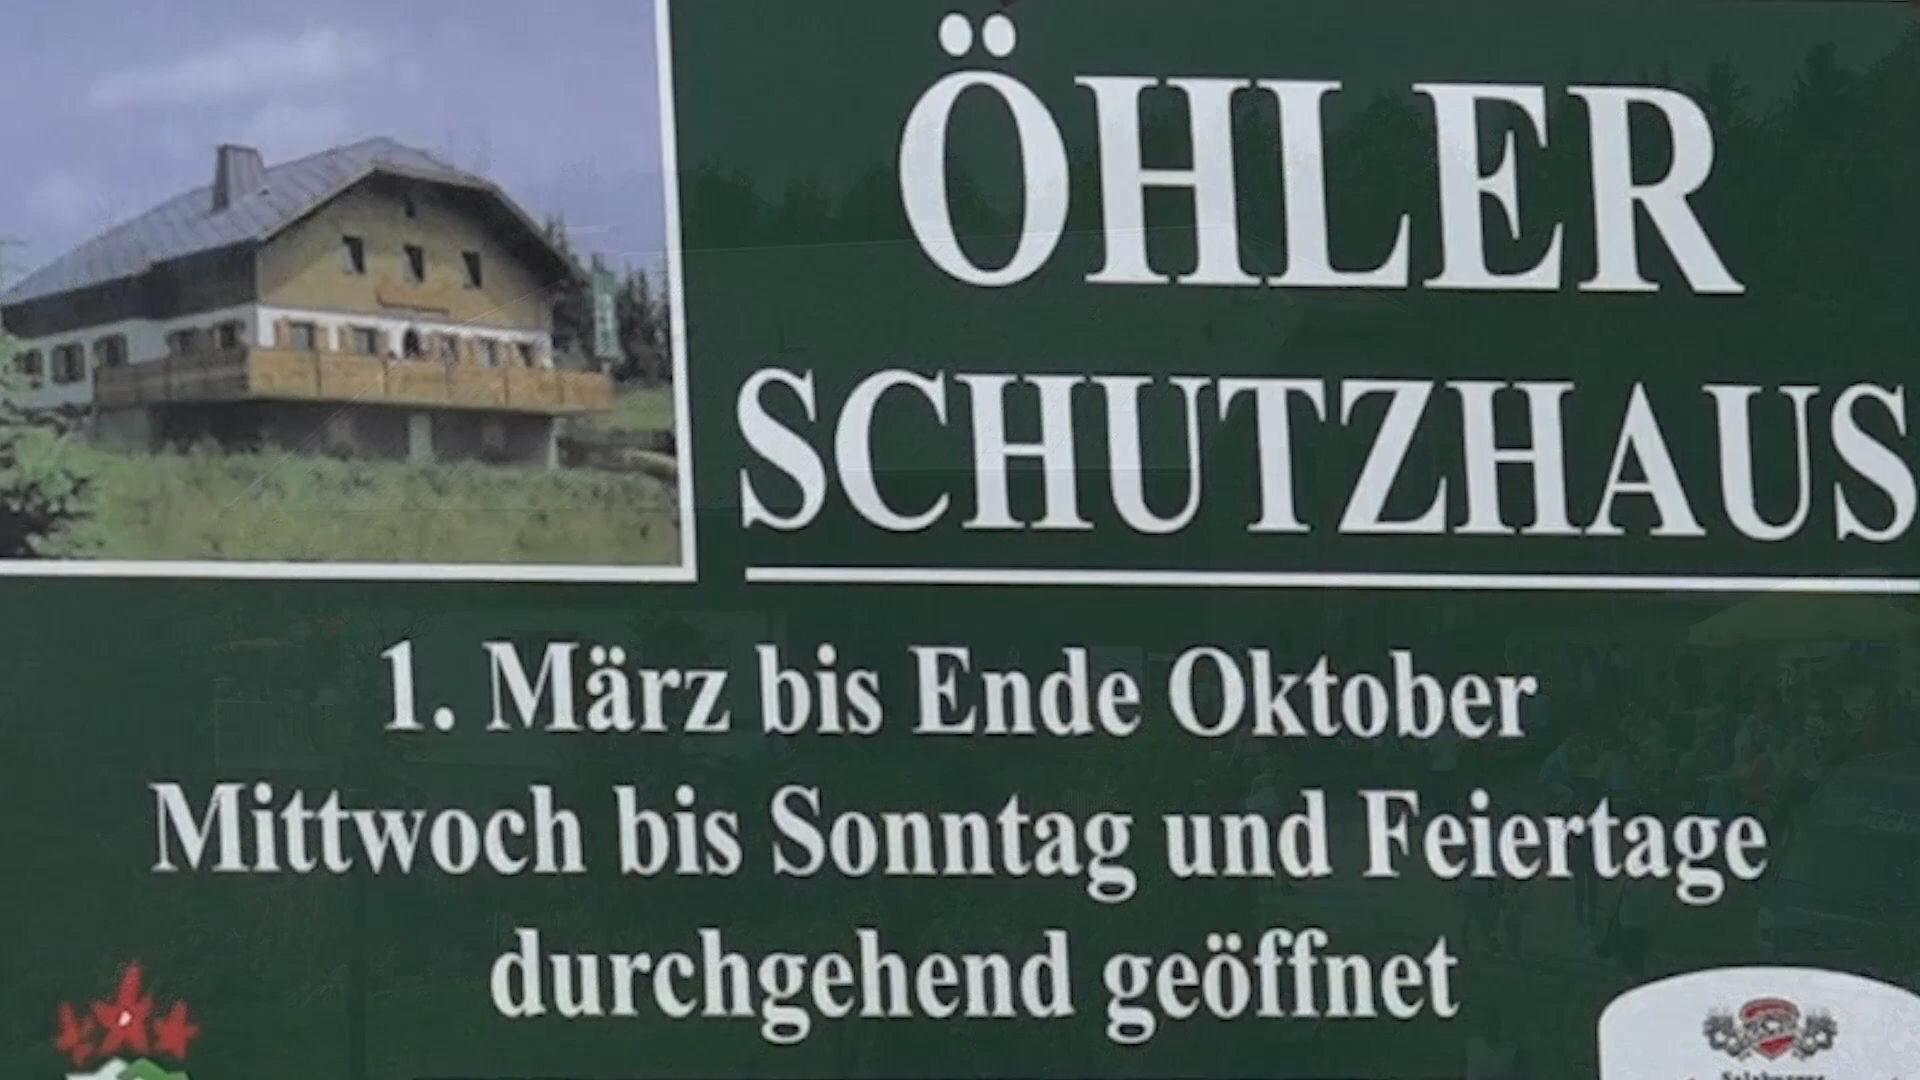 ÖHLER
SCHUTZHAUS
1. März bis Ende Oktober
Mittwoch bis Sonntag und Feiertage
durchgehend geöffnet